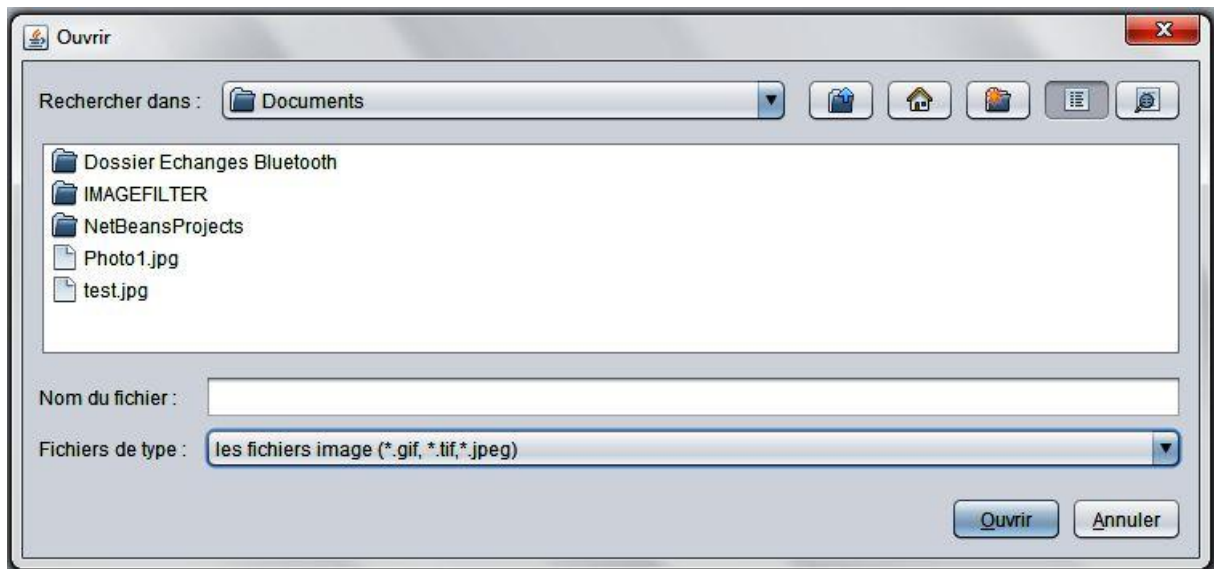 Ouvrir
Rechercher dans : Documents
Dossier Echanges Bluetooth
IMAGEFILTER
NetBeansProjects
Photo1.jpg
test.jpg
Nom du fichier :
Fichiers de type : les fichiers image (*.gif, *.tif,*.jpeg)
Ouvrir Annuler